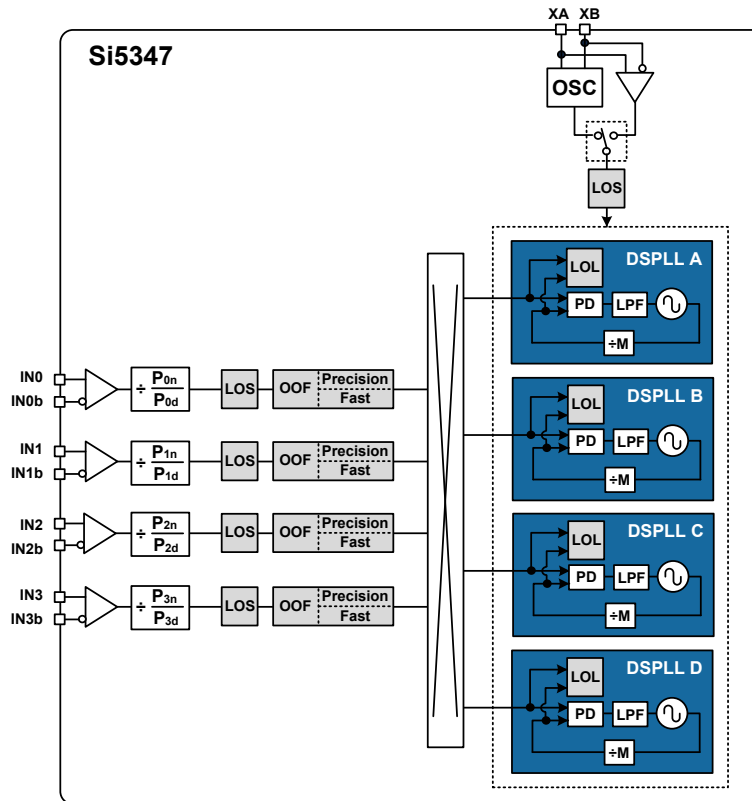 XA XB
Si5347
OSC
LOS
DSPLL A
LOL
PD LPF
÷M
IN0
IN0b
÷ P0n
P0d
LOS OOF Precision
Fast
DSPLL B
LOL
PD LPF
÷M
IN1
IN1b
÷ P1n
P1d
LOS OOF Precision
Fast
IN2
IN2b
÷ P2n
P2d
LOS OOF Precision
Fast
DSPLL C
LOL
PD LPF
÷M
IN3
IN3b
÷ P3n
P3d
LOS OOF Precision
Fast
DSPLL D
LOL
PD LPF
÷M